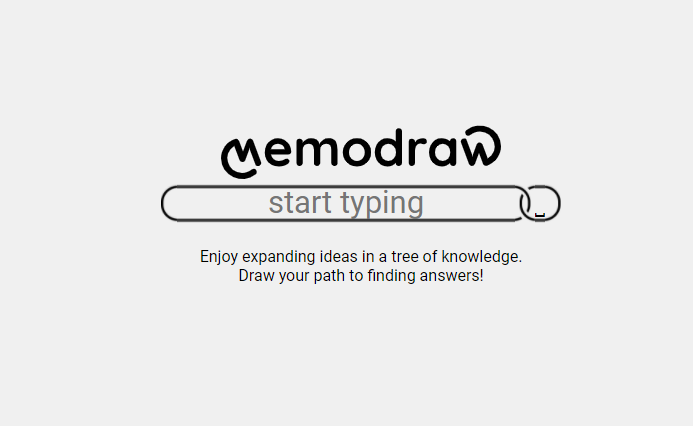 memodraw
start typing
Enjoy expanding ideas in a tree of knowledge.
Draw your path to finding answers!